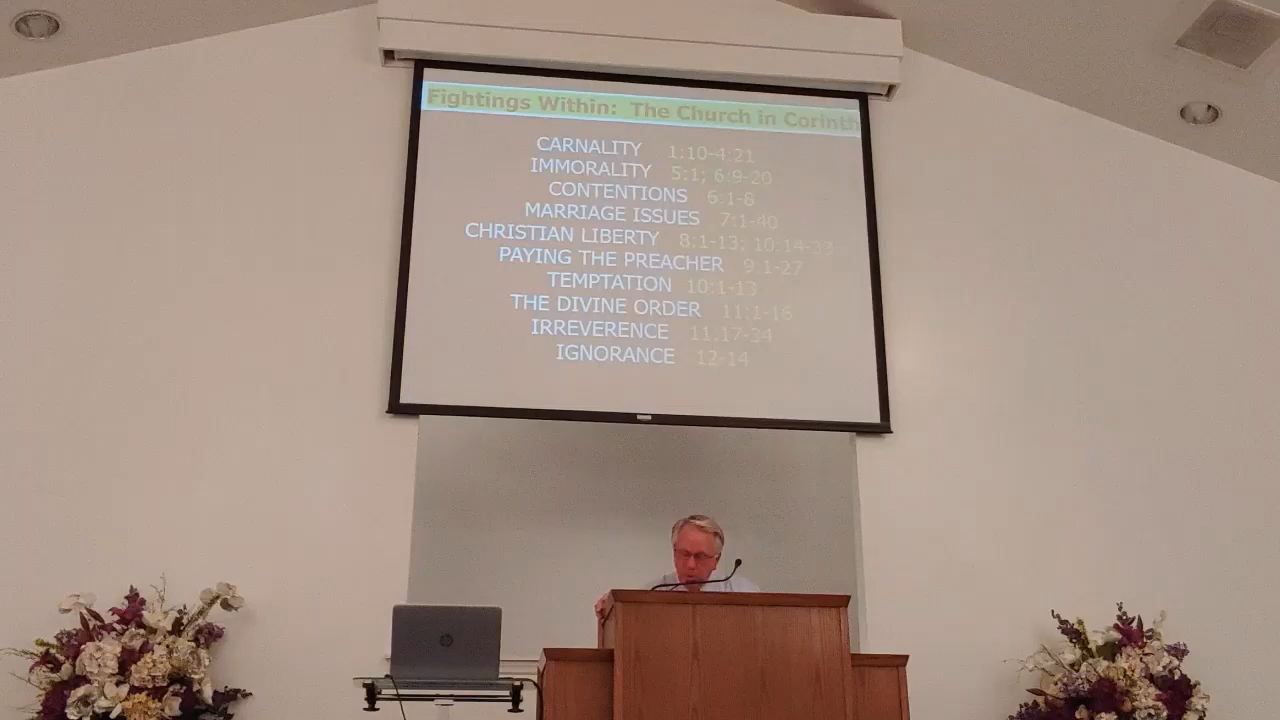 Fightings Within: The Church in Corinth
CARNALITY 1:10-4:21
IMMORALITY 5:1; 6:9-20
CONTENTIONS 6:1-8
MARRIAGE ISSUES 7:1-40
CHRISTIAN LIBERTY 8:1-13; 10:14-33
PAYING THE PREACHER 9:1-27
TEMPTATION 10:1-13
THE DIVINE ORDER 11:1-16
IRREVERENCE 11:17-34
IGNORANCE 12-14
hp